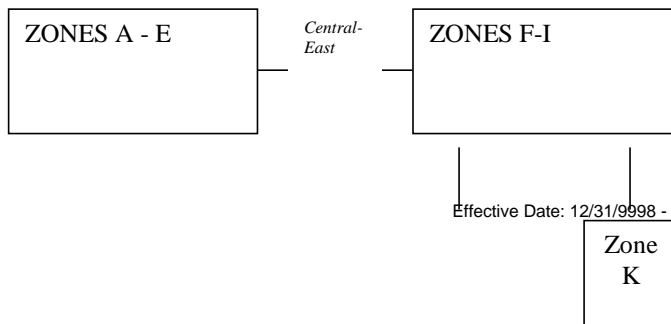 ZONES A - E
Central-
East
ZONES F-I
Effective Date: 12/31/9998 -
Zone
K